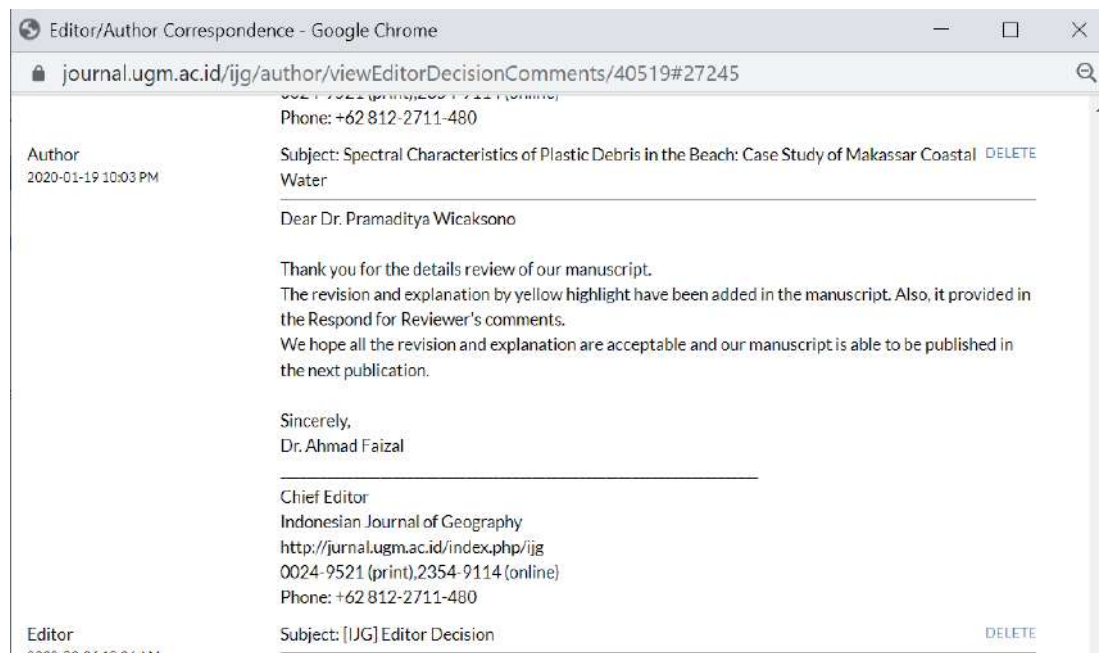 Editor/Author Correspondence - Google Chrome
journal.ugm.ac.id/ijg/author/viewEditorDecisionComments/40519#27245
Phone: +62 812-2711-480
Author
2020-01-19 10:03 PM
Subject: Spectral Characteristics of Plastic Debris in the Beach: Case Study of Makassar Coastal DELETE
Water
Dear Dr. Pramaditya Wicaksono
Thank you for the details review of our manuscript.
The revision and explanation by yellow highlight have been added in the manuscript. Also, it provided in
the Respond for Reviewer's comments.
We hope all the revision and explanation are acceptable and our manuscript is able to be published in
the next publication.
Sincerely,
Dr. Ahmad Faizal
Chief Editor
Indonesian Journal of Geography
http://jurnal.ugm.ac.id/index.php/ijg
0024-9521 (print),2354-9114 (online)
Phone: +62 812-2711-480
Editor
Subject: [IJG] Editor Decision DELETE